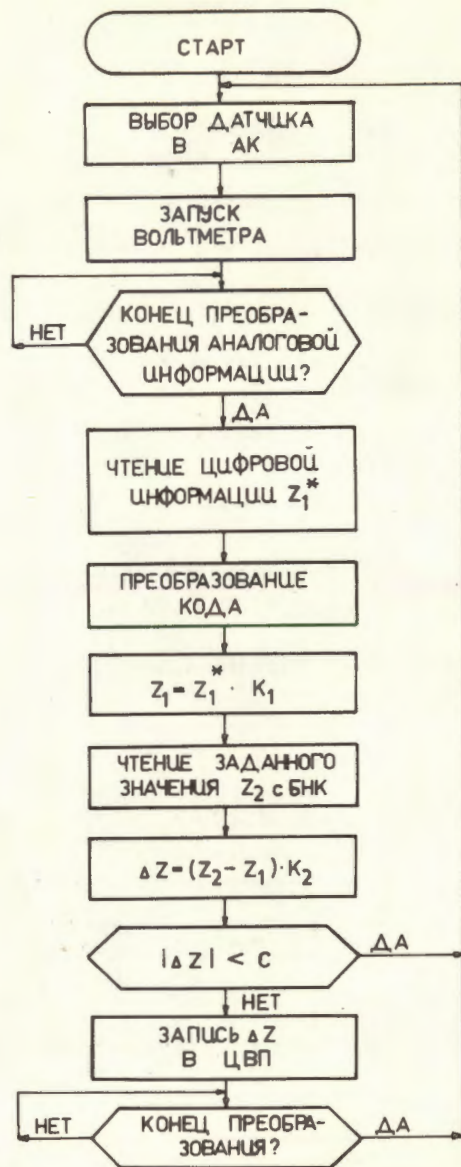 СТАРТ
ВЫБОР ДАТЧИКА
В АК
ЗАПУСК
ВОЛЬТМЕТРА
КОНЕЦ ПРЕОБРА-
ЗОВАНИЯ АНАЛОГОВОЙ
ИНФОРМАЦИИ?
НЕТ
ДА
ЧТЕНИЕ ЦИФРОВОЙ
ИНФОРМАЦИИ Z₁*
ПРЕОБРАЗОВАНИЕ
КОДА
Z₁ = Z₁* · K₁
ЧТЕНИЕ ЗАДАННОГО
ЗНАЧЕНИЯ Z₂ с БНК
ΔZ = (Z₂ − Z₁) · K₂
|ΔZ| < C
ДА
НЕТ
ЗАПИСЬ ΔZ
В ЦВП
КОНЕЦ ПРЕОБРА-
ЗОВАНИЯ?
НЕТ
ДА